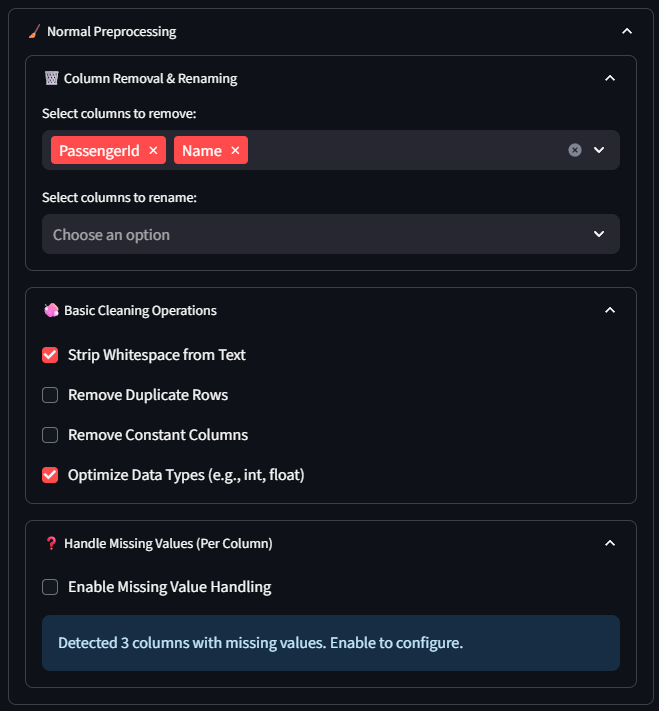 Normal Preprocessing
Column Removal & Renaming
Select columns to remove:
PassengerId × Name ×
Select columns to rename:
Choose an option
Basic Cleaning Operations
Strip Whitespace from Text
Remove Duplicate Rows
Remove Constant Columns
Optimize Data Types (e.g., int, float)
Handle Missing Values (Per Column)
Enable Missing Value Handling
Detected 3 columns with missing values. Enable to configure.